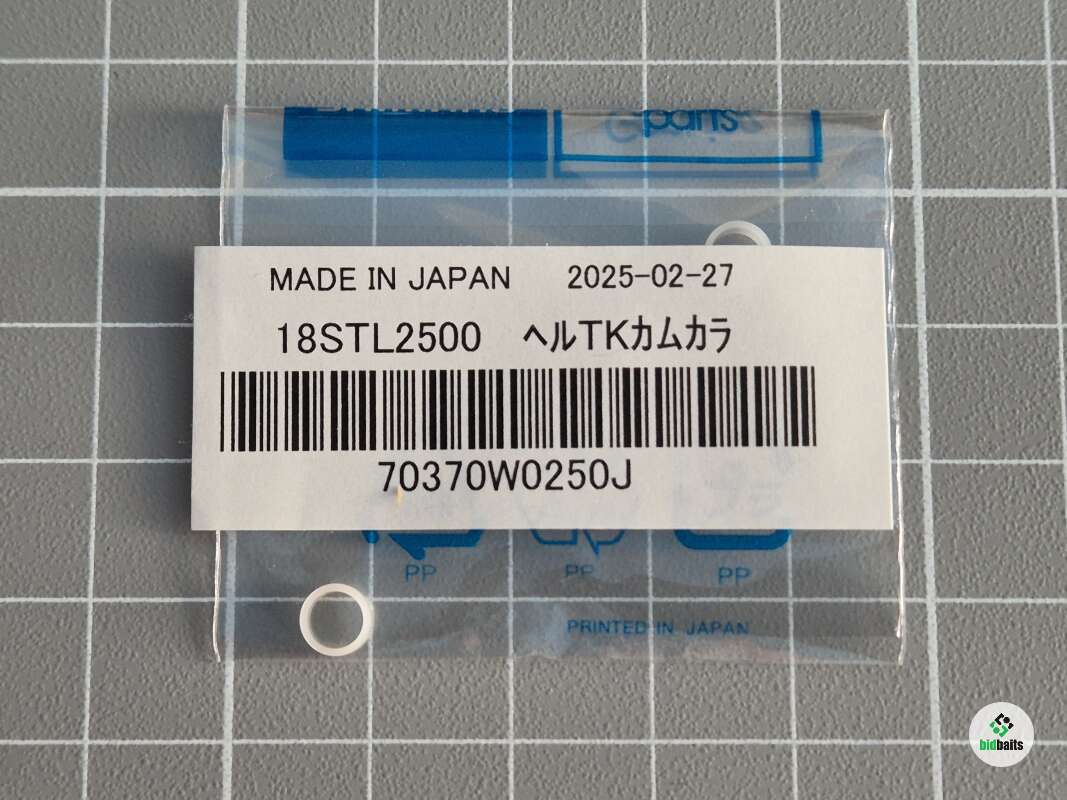 parts
MADE IN JAPAN 2025-02-27
18STL2500 ヘルTKカムカラ
70370W0250J
PP PP PP
PRINTED IN JAPAN
bidbaits